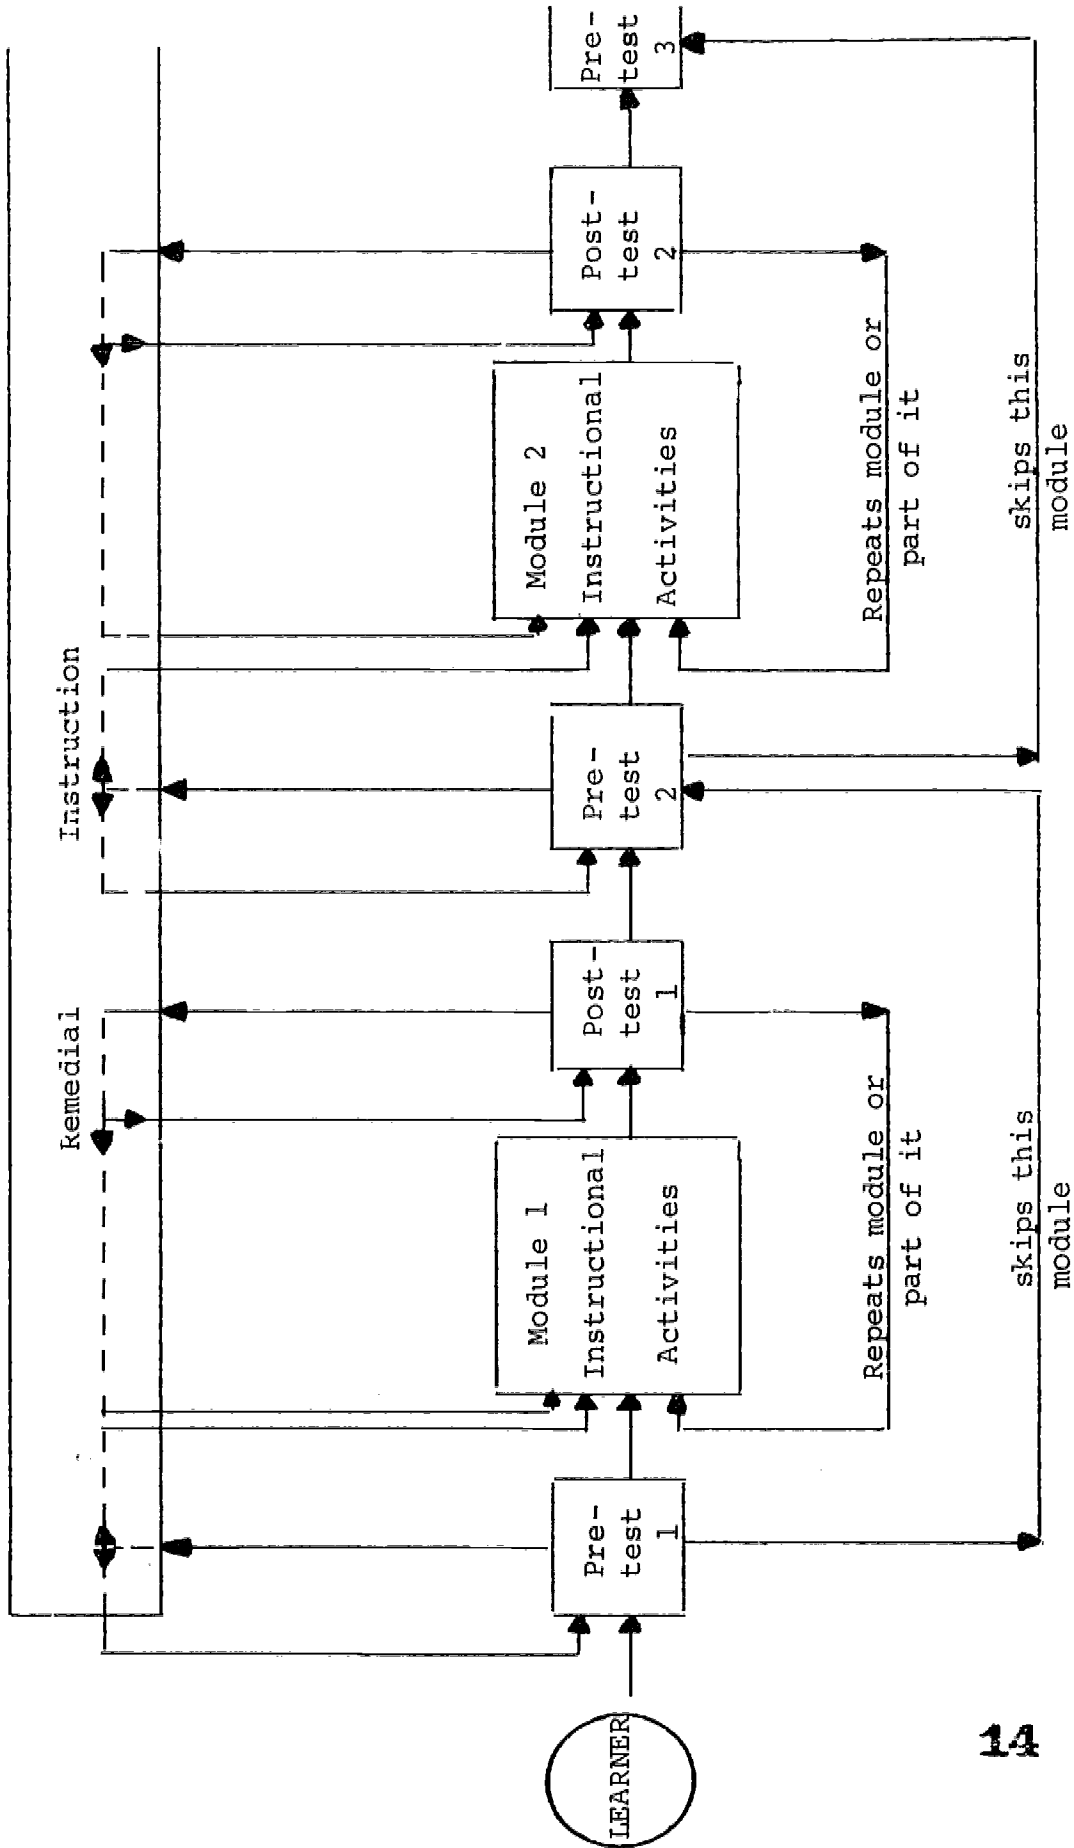 Remedial
Instruction
LEARNER
Pre-
test
1
Module 1
Instructional
Activities
Post-
test
1
Pre-
test
2
Module 2
Instructional
Activities
Post-
test
2
Pre-
test
3
Repeats module or
part of it
Repeats module or
part of it
skips this
module
skips this
module
14